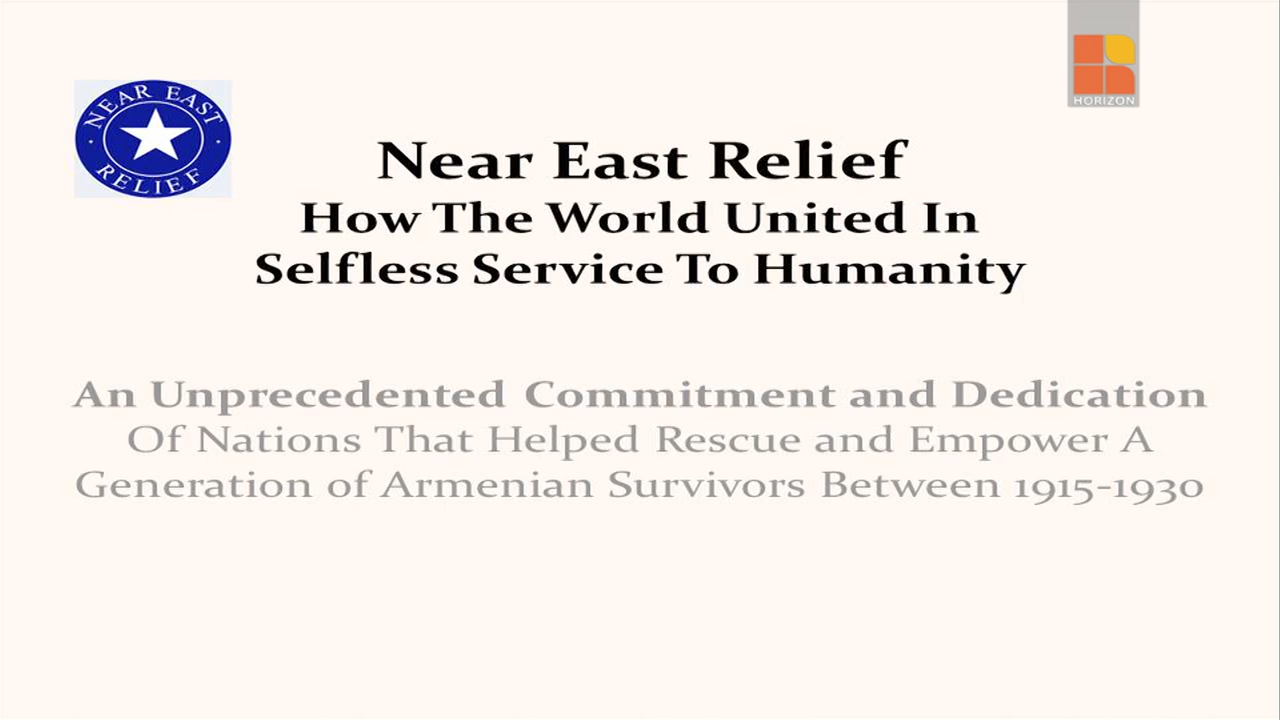 NEAR EAST
RELIEF
HORIZON
Near East Relief
How The World United In
Selfless Service To Humanity
An Unprecedented Commitment and Dedication
Of Nations That Helped Rescue and Empower A
Generation of Armenian Survivors Between 1915-1930